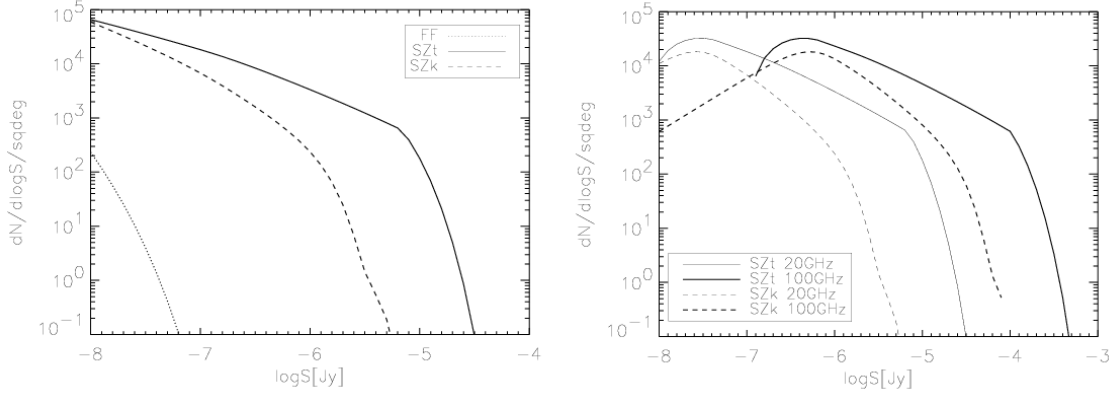 10^5
10^4
10^3
10^2
10^1
10^0
10^-1
dN/dlogS/sqdeg
FF
SZt
SZk
-8 -7 -6 -5 -4
logS[Jy]
10^5
10^4
10^3
10^2
10^1
10^0
10^-1
dN/dlogS/sqdeg
SZt 20GHz
SZt 100GHz
SZk 20GHz
SZk 100GHz
-8 -7 -6 -5 -4 -3
logS[Jy]